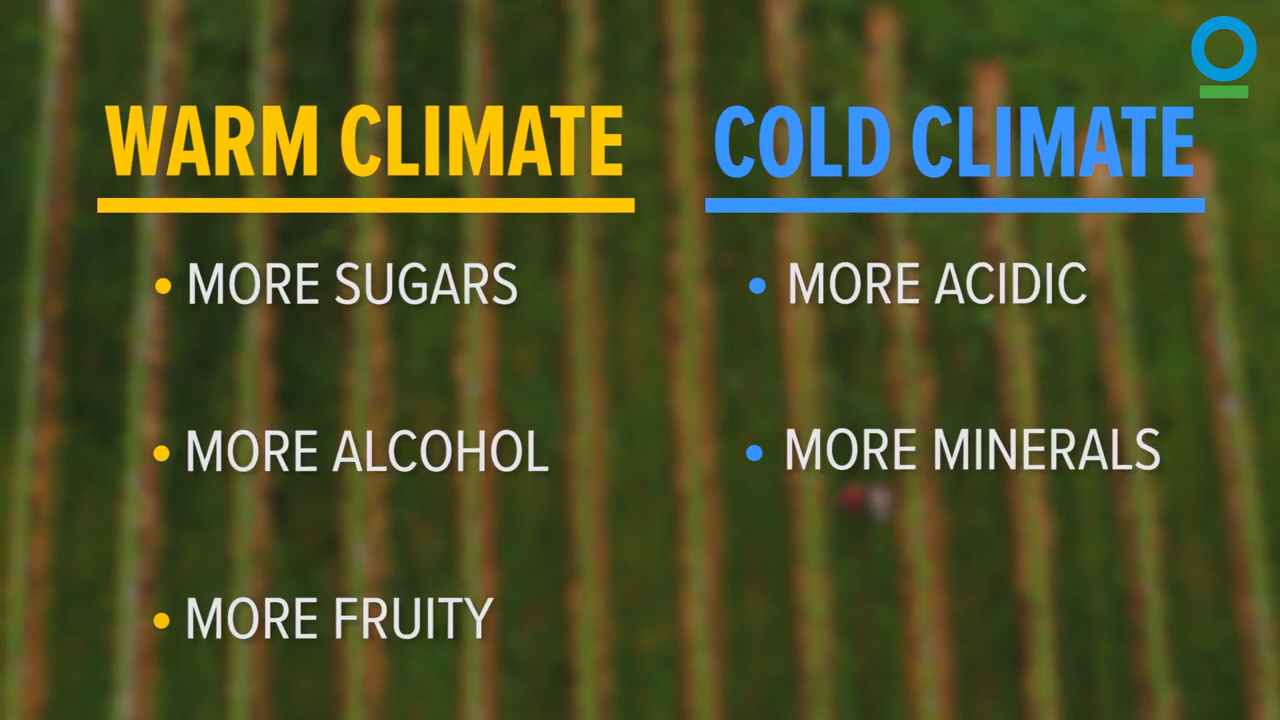 WARM CLIMATE
• MORE SUGARS
• MORE ALCOHOL
• MORE FRUITY
COLD CLIMATE
• MORE ACIDIC
• MORE MINERALS